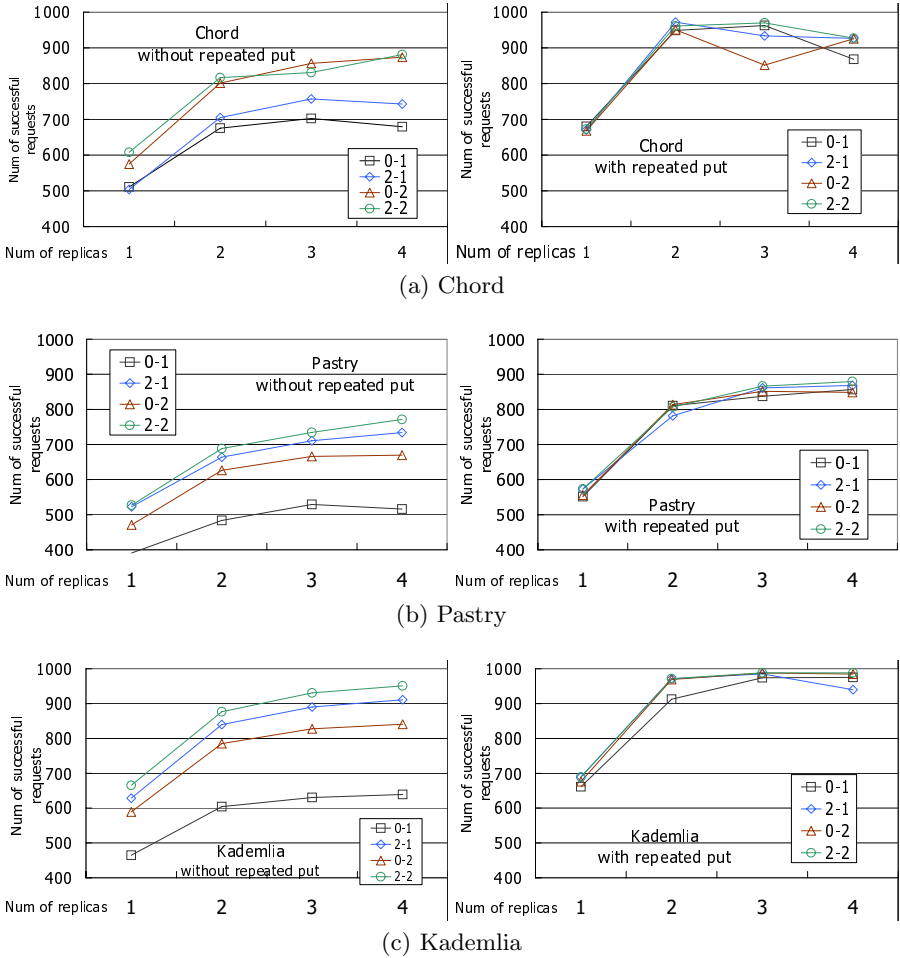 1000
900
800
700
600
500
400
Num of successful
requests
Chord
without repeated put
0-1
2-1
0-2
2-2
Num of replicas 1 2 3 4
1000
900
800
700
600
500
400
Num of successful
requests
Chord
with repeated put
0-1
2-1
0-2
2-2
Num of replicas 1 2 3 4
(a) Chord
1000
900
800
700
600
500
400
Num of successful
requests
0-1
2-1
0-2
2-2
Pastry
without repeated put
Num of replicas 1 2 3 4
1000
900
800
700
600
500
400
Num of successful
requests
Pastry
with repeated put
0-1
2-1
0-2
2-2
Num of replicas 1 2 3 4
(b) Pastry
1000
900
800
700
600
500
400
Num of successful
requests
Kademlia
without repeated put
0-1
2-1
0-2
2-2
Num of replicas 1 2 3 4
1000
900
800
700
600
500
400
Num of successful
requests
Kademlia
with repeated put
0-1
2-1
0-2
2-2
Num of replicas 1 2 3 4
(c) Kademlia